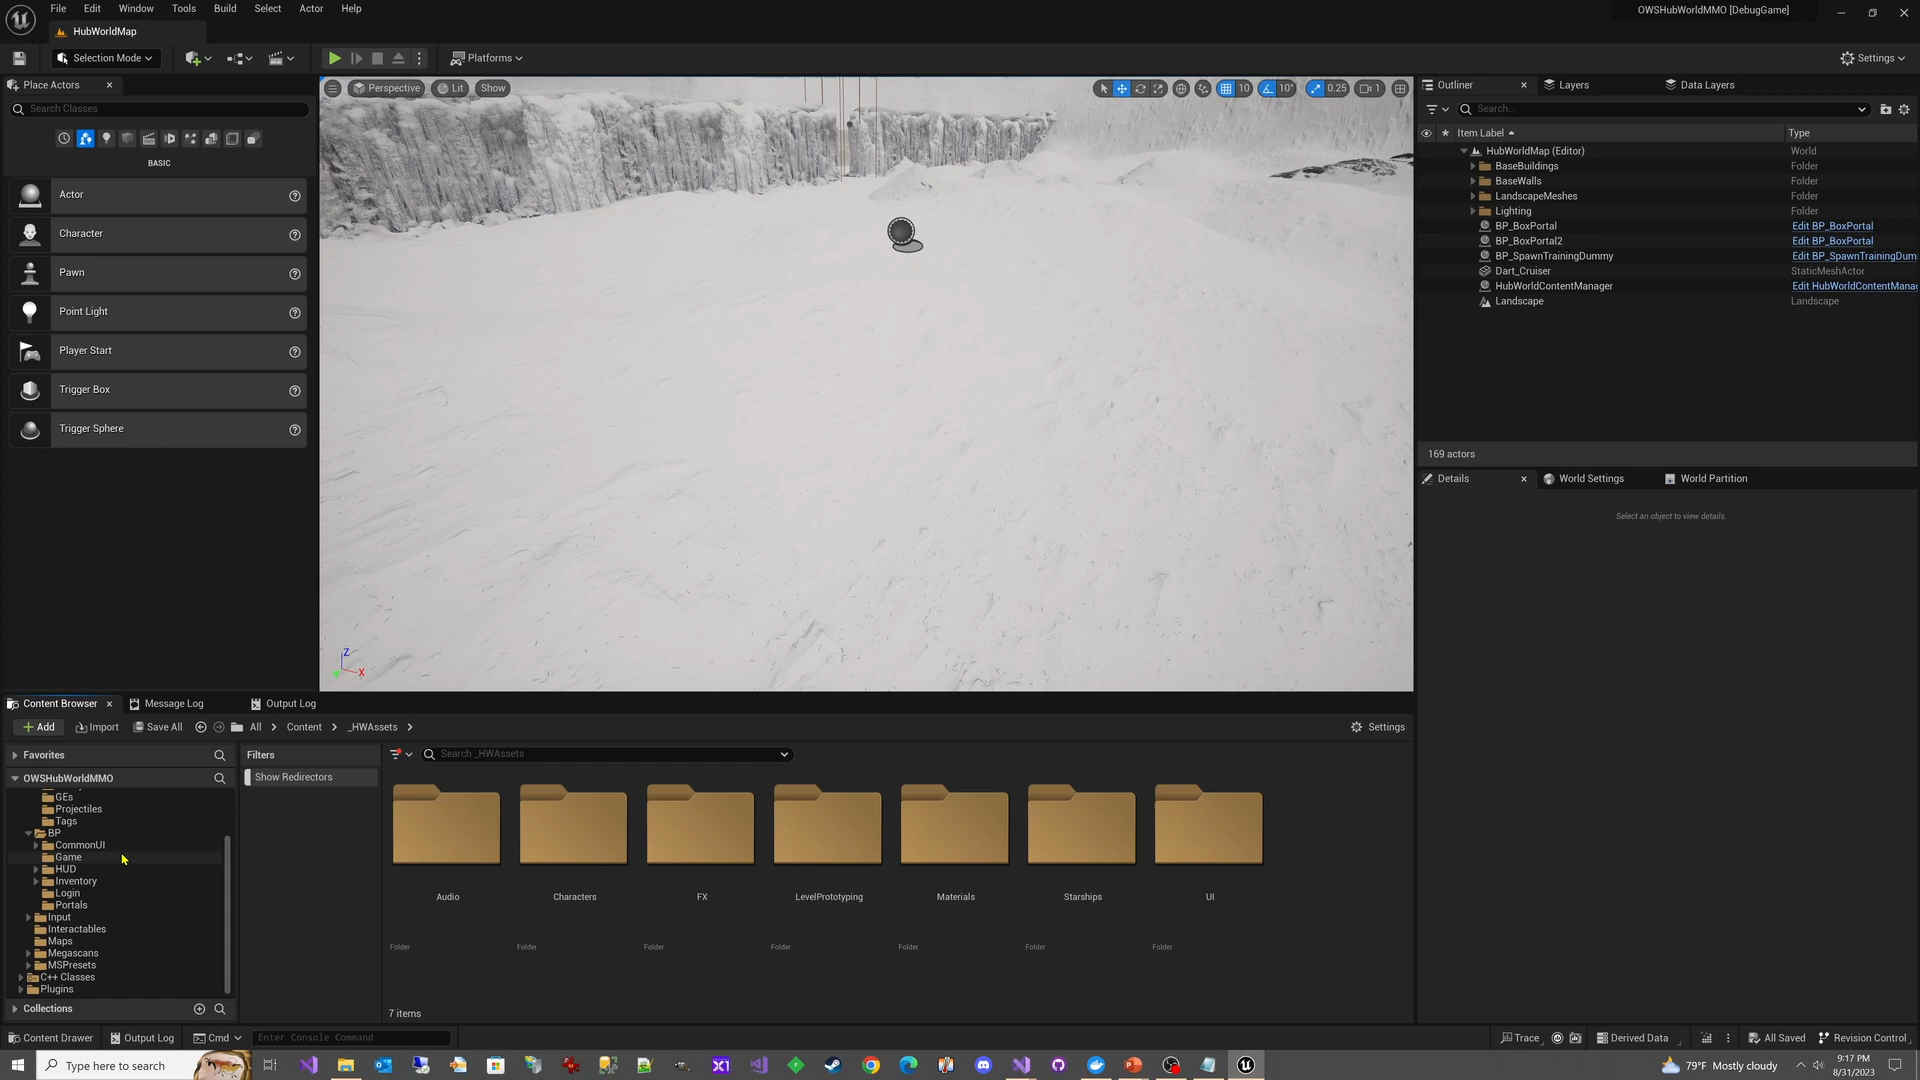 File Edit Window Tools Build Select Actor Help
OWSHubWorldMMO [DebugGame]
HubWorldMap
Selection Mode
Platforms
Settings
Place Actors
Search Classes
BASIC
Actor
Character
Pawn
Point Light
Player Start
Trigger Box
Trigger Sphere
Perspective Lit Show
10 10° 0.25 1
Z
X
Outliner Layers Data Layers
Search...
Item Label Type
HubWorldMap (Editor) World
BaseBuildings Folder
BaseWalls Folder
LandscapeMeshes Folder
Lighting Folder
BP_BoxPortal Edit BP_BoxPortal
BP_BoxPortal2 Edit BP_BoxPortal
BP_SpawnTrainingDummy Edit BP_SpawnTrainingDum
Dart_Cruiser StaticMeshActor
HubWorldContentManager Edit HubWorldContentMana
Landscape Landscape
169 actors
Details World Settings World Partition
Select an object to view details.
Content Browser Message Log Output Log
Add Import Save All All Content _HWAssets Settings
Favorites
OWSHubWorldMMO
GEs
Projectiles
Tags
BP
CommonUI
Game
HUD
Inventory
Login
Portals
Input
Interactables
Maps
Megascans
MSPresets
C++ Classes
Plugins
Collections
Filters
Show Redirectors
Search _HWAssets
Audio Characters FX LevelPrototyping Materials Starships UI
Folder Folder Folder Folder Folder Folder Folder
7 items
Content Drawer Output Log Cmd Enter Console Command Trace Derived Data All Saved Revision Control
Type here to search
79°F Mostly cloudy
9:17 PM
8/31/2023